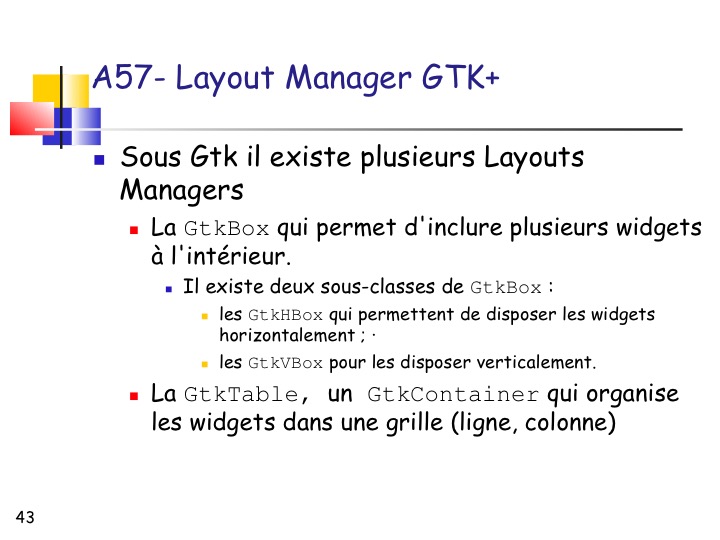 A57- Layout Manager GTK+
Sous Gtk il existe plusieurs Layouts
Managers
La GtkBox qui permet d'inclure plusieurs widgets
à l'intérieur.
Il existe deux sous-classes de GtkBox :
les GtkHBox qui permettent de disposer les widgets
horizontalement ; ·
les GtkVBox pour les disposer verticalement.
La GtkTable, un GtkContainer qui organise
les widgets dans une grille (ligne, colonne)
43